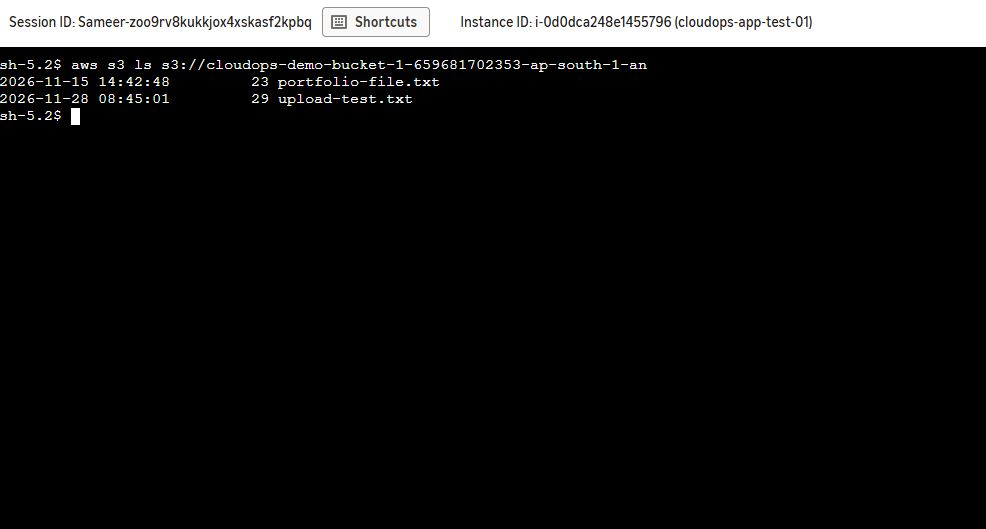 Session ID: Sameer-zoo9rv8kukkjox4xskasf2kpbq Shortcuts Instance ID: i-0d0dca248e1455796 (cloudops-app-test-01)
sh-5.2$ aws s3 ls s3://cloudops-demo-bucket-1-659681702353-ap-south-1-an
2026-11-15 14:42:48         23 portfolio-file.txt
2026-11-28 08:45:01         29 upload-test.txt
sh-5.2$